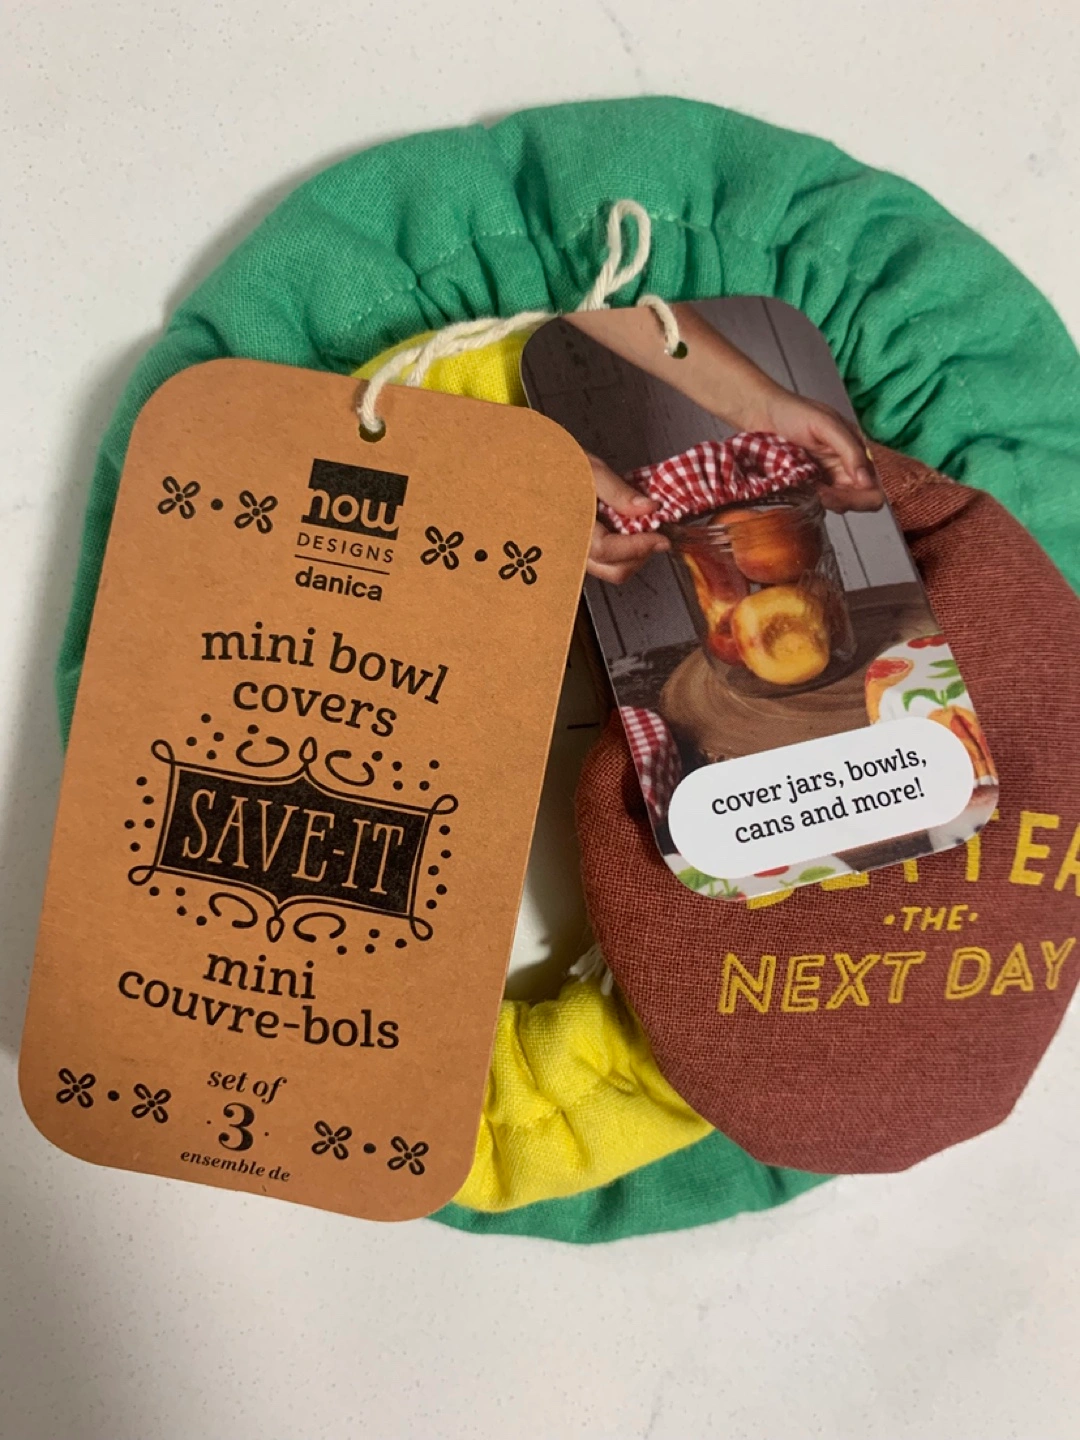 now
DESIGNS
danica
mini bowl
covers
SAVE-IT
mini
couvre-bols
set of
3
ensemble de
cover jars, bowls,
cans and more!
BETTER
•THE•
NEXT DAY